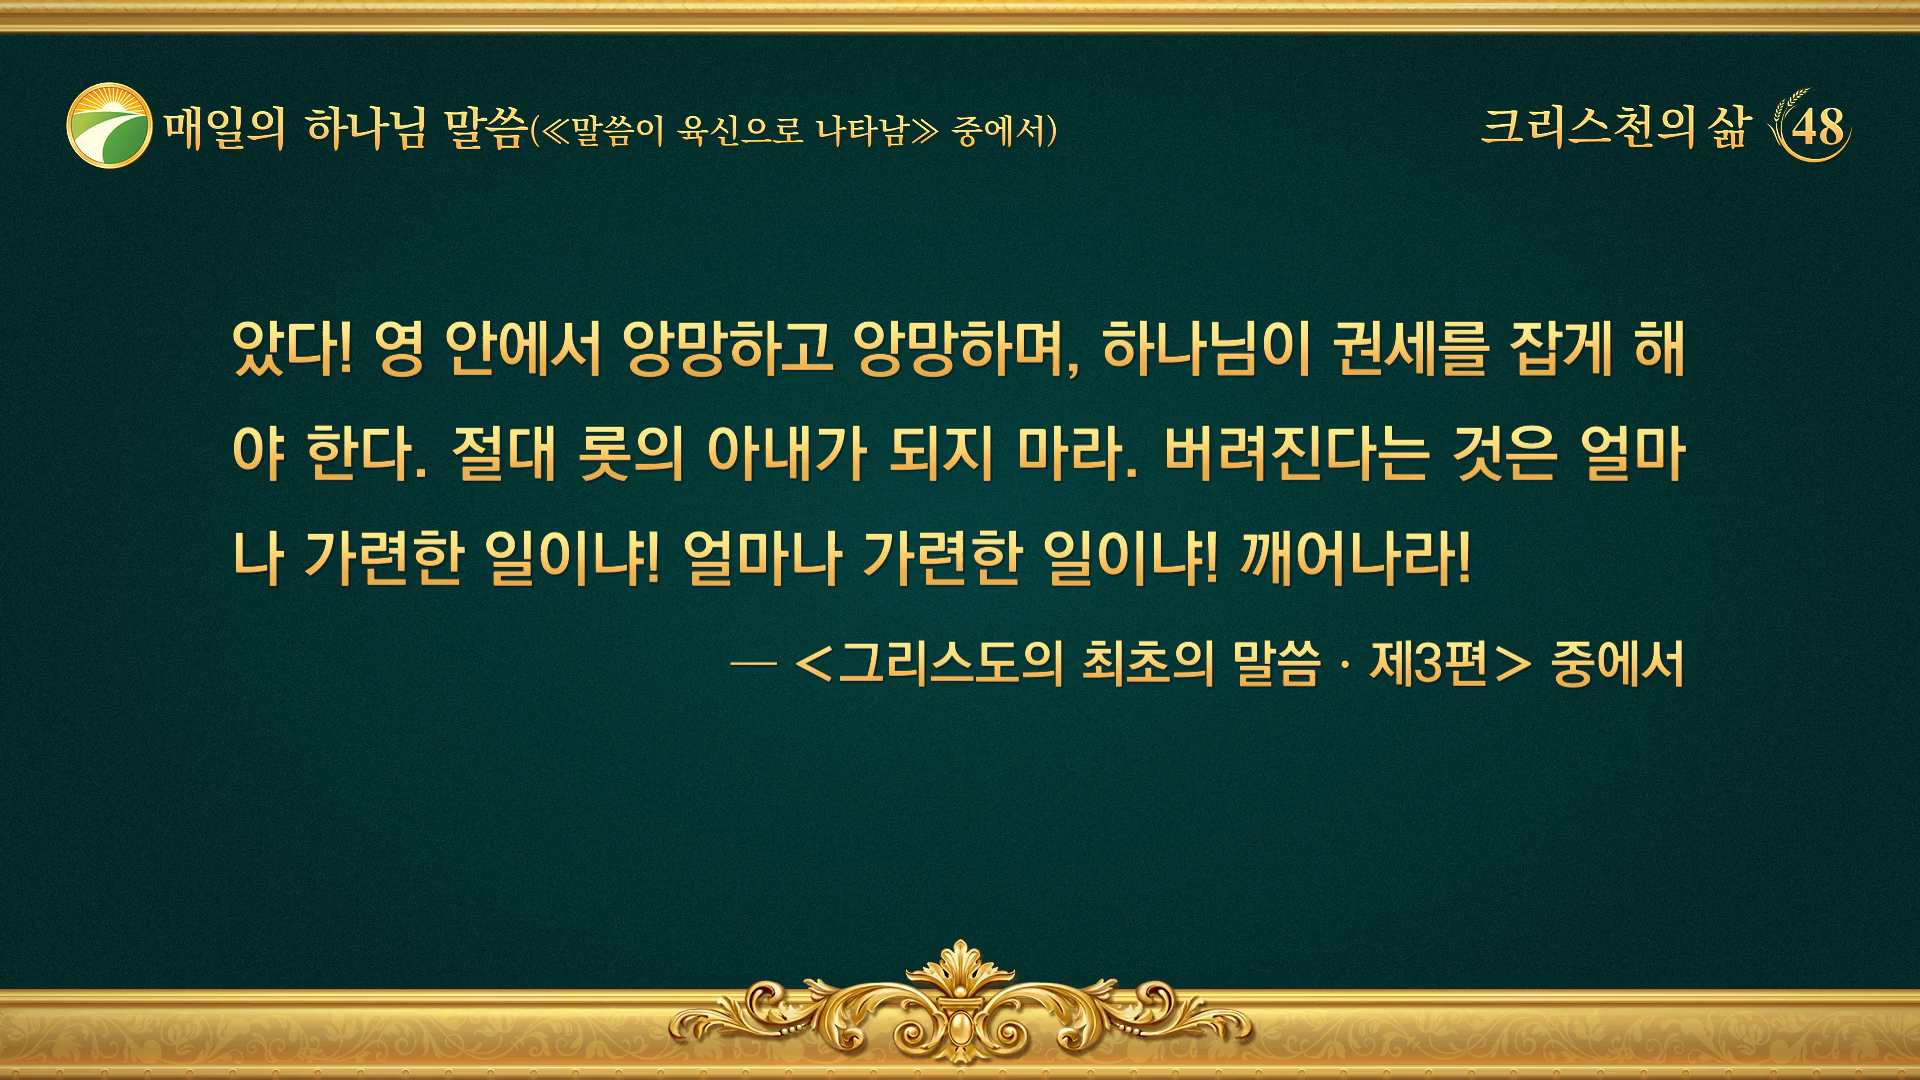 매일의 하나님 말씀(≪말씀이 육신으로 나타남≫ 중에서)
크리스천의 삶 48
았다! 영 안에서 앙망하고 앙망하며, 하나님이 권세를 잡게 해
야 한다. 절대 롯의 아내가 되지 마라. 버려진다는 것은 얼마
나 가련한 일이냐! 얼마나 가련한 일이냐! 깨어나라!
— <그리스도의 최초의 말씀 · 제3편> 중에서